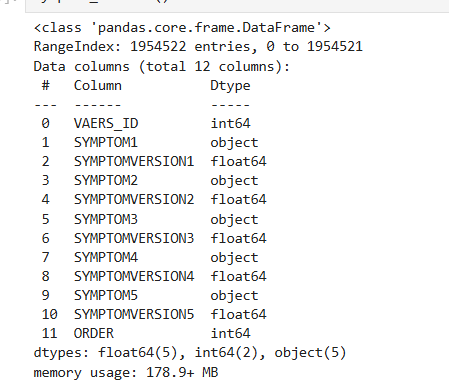 <class 'pandas.core.frame.DataFrame'>
RangeIndex: 1954522 entries, 0 to 1954521
Data columns (total 12 columns):
 #   Column          Dtype
---  ------          -----
 0   VAERS_ID        int64
 1   SYMPTOM1        object
 2   SYMPTOMVERSION1 float64
 3   SYMPTOM2        object
 4   SYMPTOMVERSION2 float64
 5   SYMPTOM3        object
 6   SYMPTOMVERSION3 float64
 7   SYMPTOM4        object
 8   SYMPTOMVERSION4 float64
 9   SYMPTOM5        object
 10  SYMPTOMVERSION5 float64
 11  ORDER           int64
dtypes: float64(5), int64(2), object(5)
memory usage: 178.9+ MB